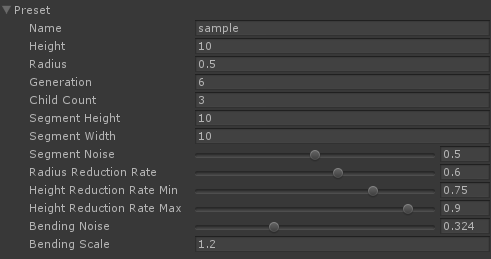 Preset
Name sample
Height 10
Radius 0.5
Generation 6
Child Count 3
Segment Height 10
Segment Width 10
Segment Noise 0.5
Radius Reduction Rate 0.6
Height Reduction Rate Min 0.75
Height Reduction Rate Max 0.9
Bending Noise 0.324
Bending Scale 1.2